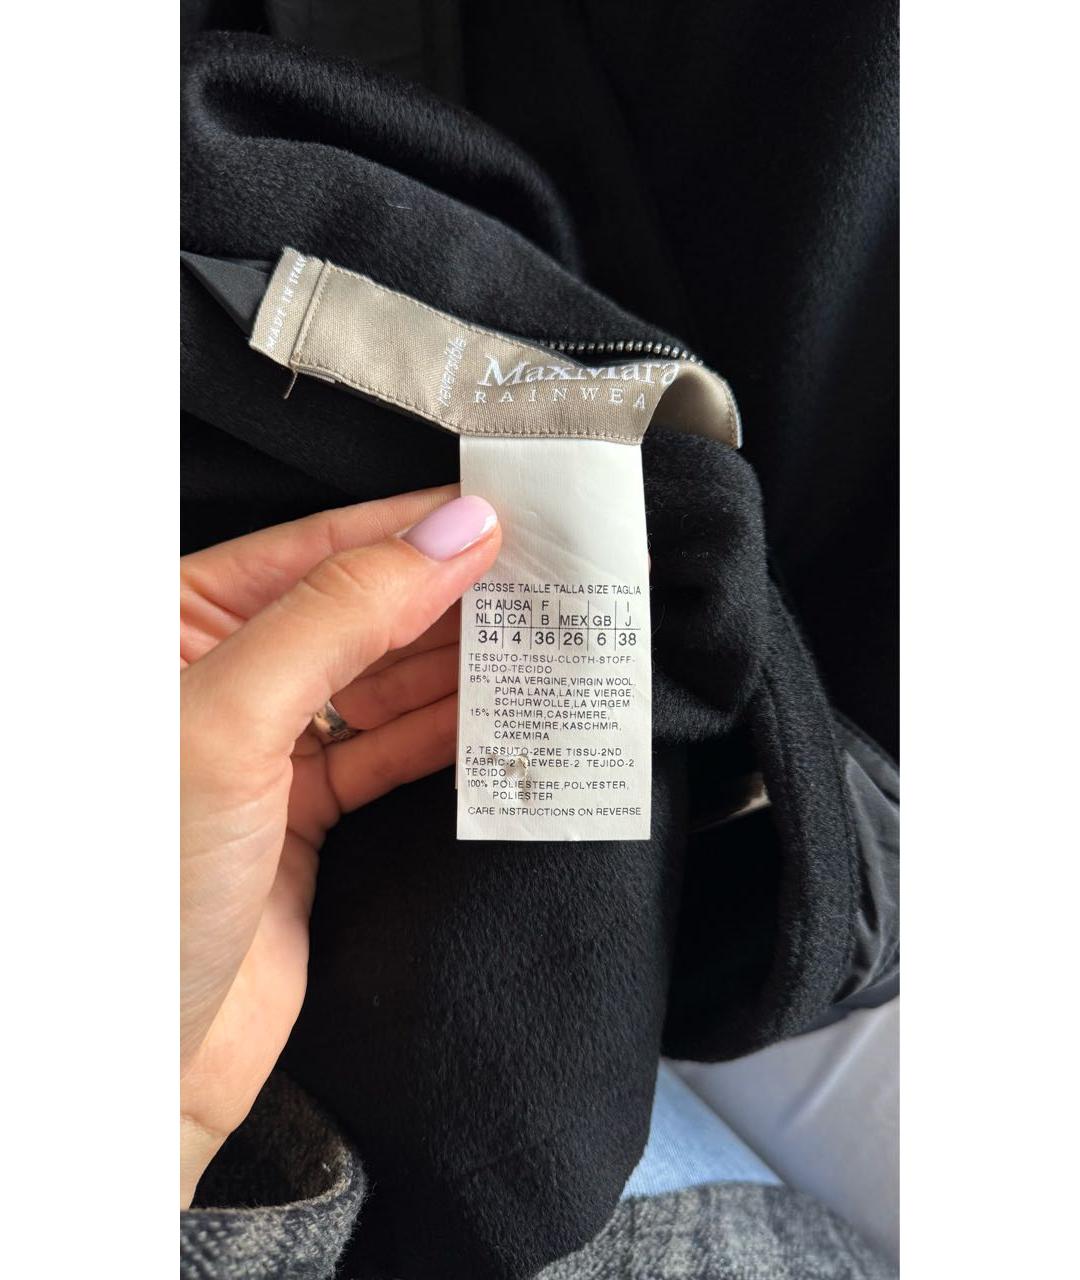 MADE IN ITALY
reversible
MaxMara
RAINWEA
GRÖSSE TAILLE TALLA SIZE TAGLIA
CH A USA F I
NL D CA B MEX GB J
34 4 36 26 6 38
TESSUTO-TISSU-CLOTH-STOFF-
TEJIDO-TECIDO
85% LANA VERGINE,VIRGIN WOOL,
PURA LANA,LAINE VIERGE,
SCHURWOLLE,LA VIRGEM
15% KASHMIR,CASHMERE,
CACHEMIRE,KASCHMIR,
CAXEMIRA
2. TESSUTO-2EME TISSU-2ND
FABRIC-2. GEWEBE-2. TEJIDO-2
TECIDO
100% POLIESTERE,POLYESTER,
POLIESTER
CARE INSTRUCTIONS ON REVERSE